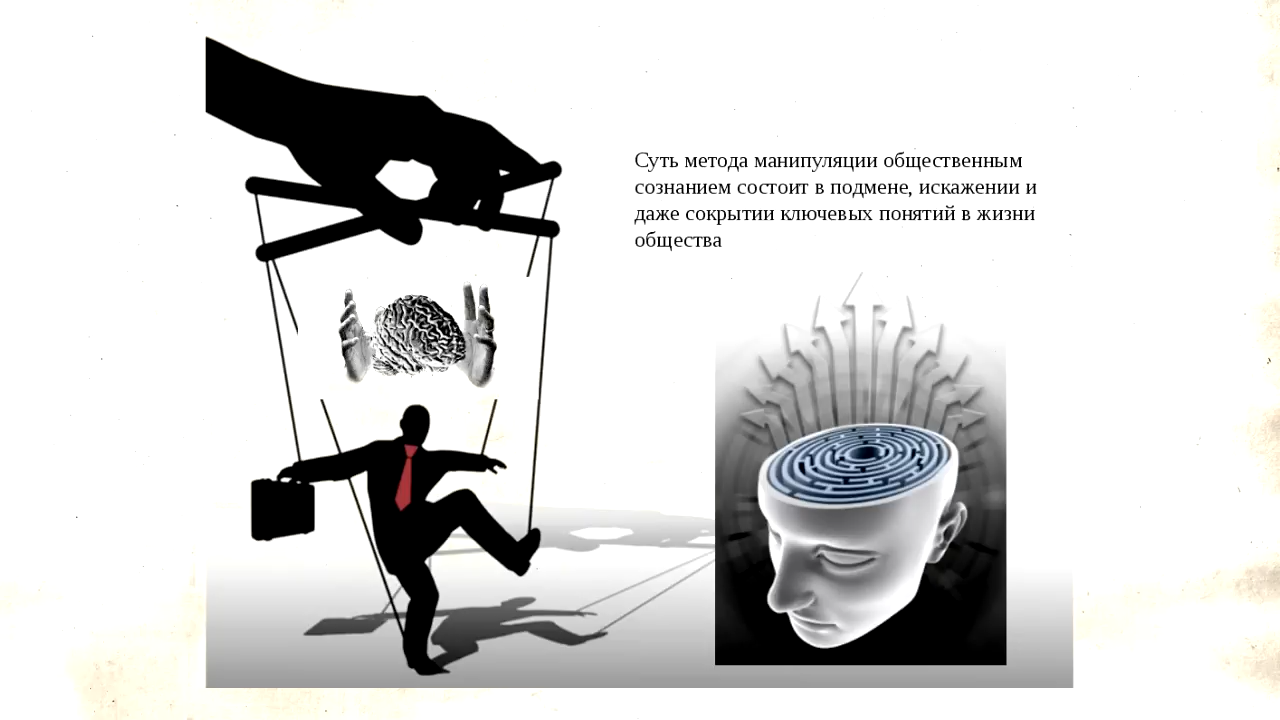 Суть метода манипуляции общественным
сознанием состоит в подмене, искажении и
даже сокрытии ключевых понятий в жизни
общества